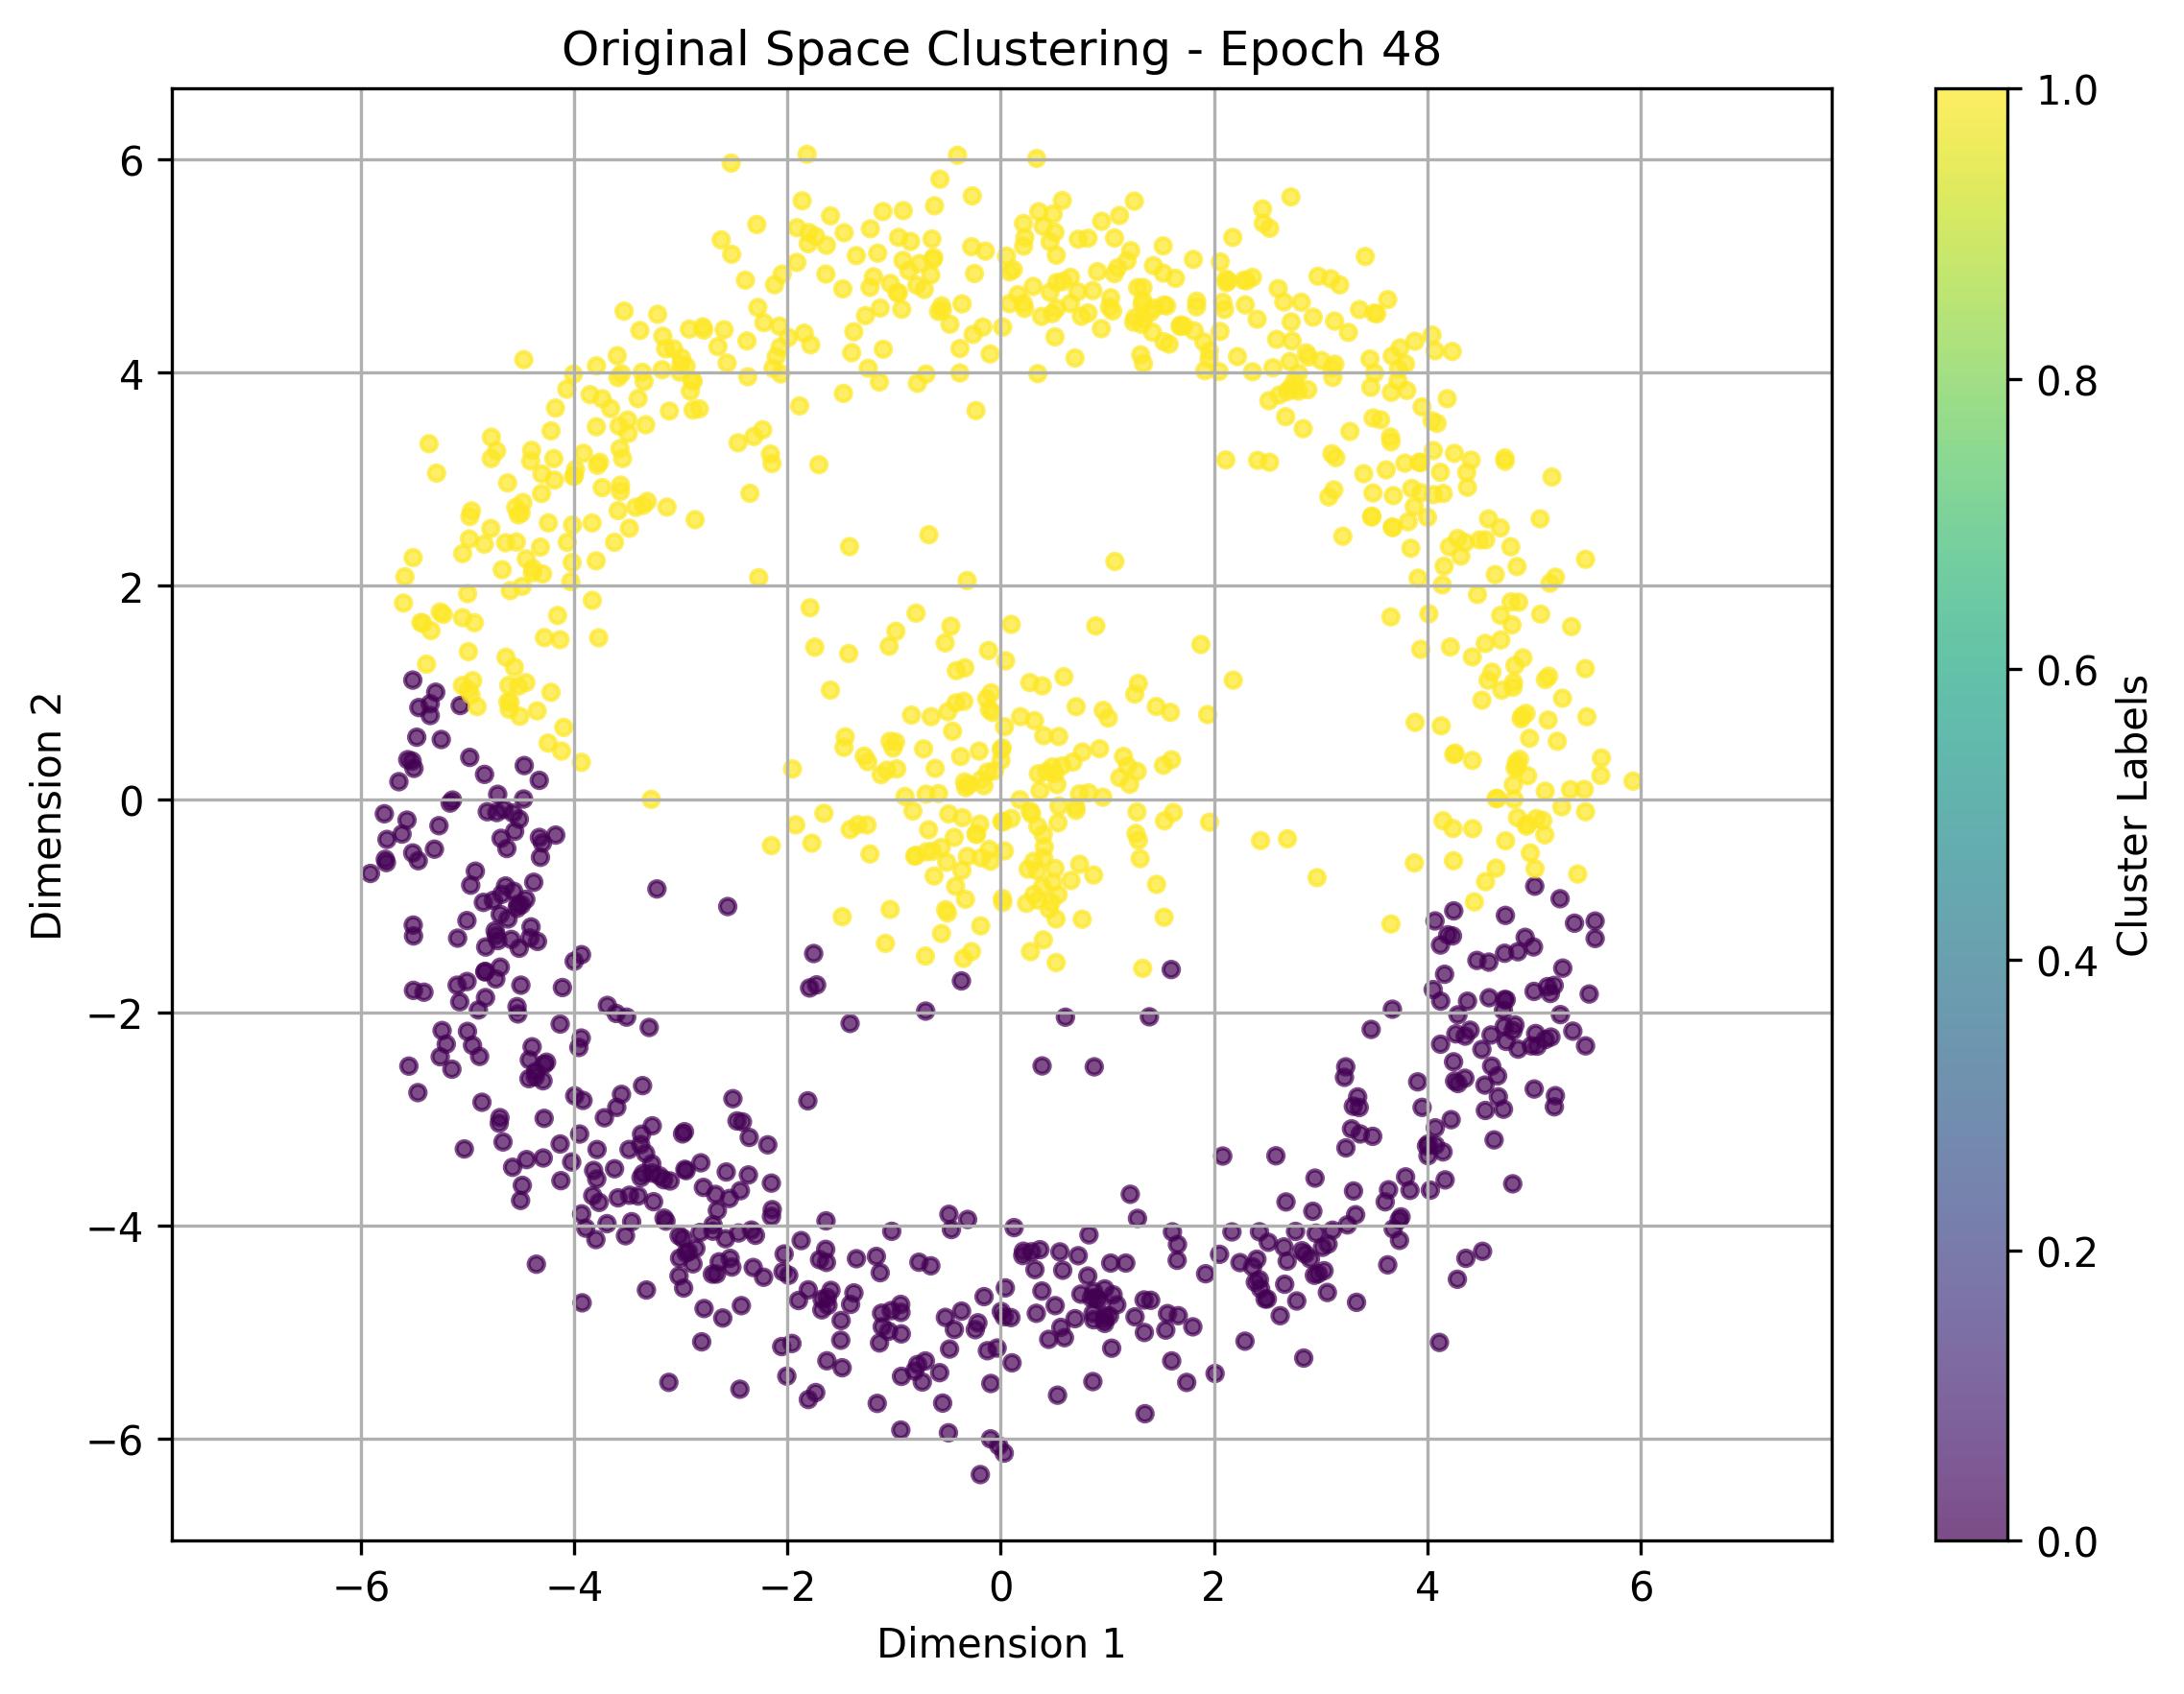 Original Space Clustering - Epoch 48
Dimension 2
6
4
2
0
−2
−4
−6
−6 −4 −2 0 2 4 6
Dimension 1
1.0
0.8
0.6
0.4
0.2
0.0
Cluster Labels